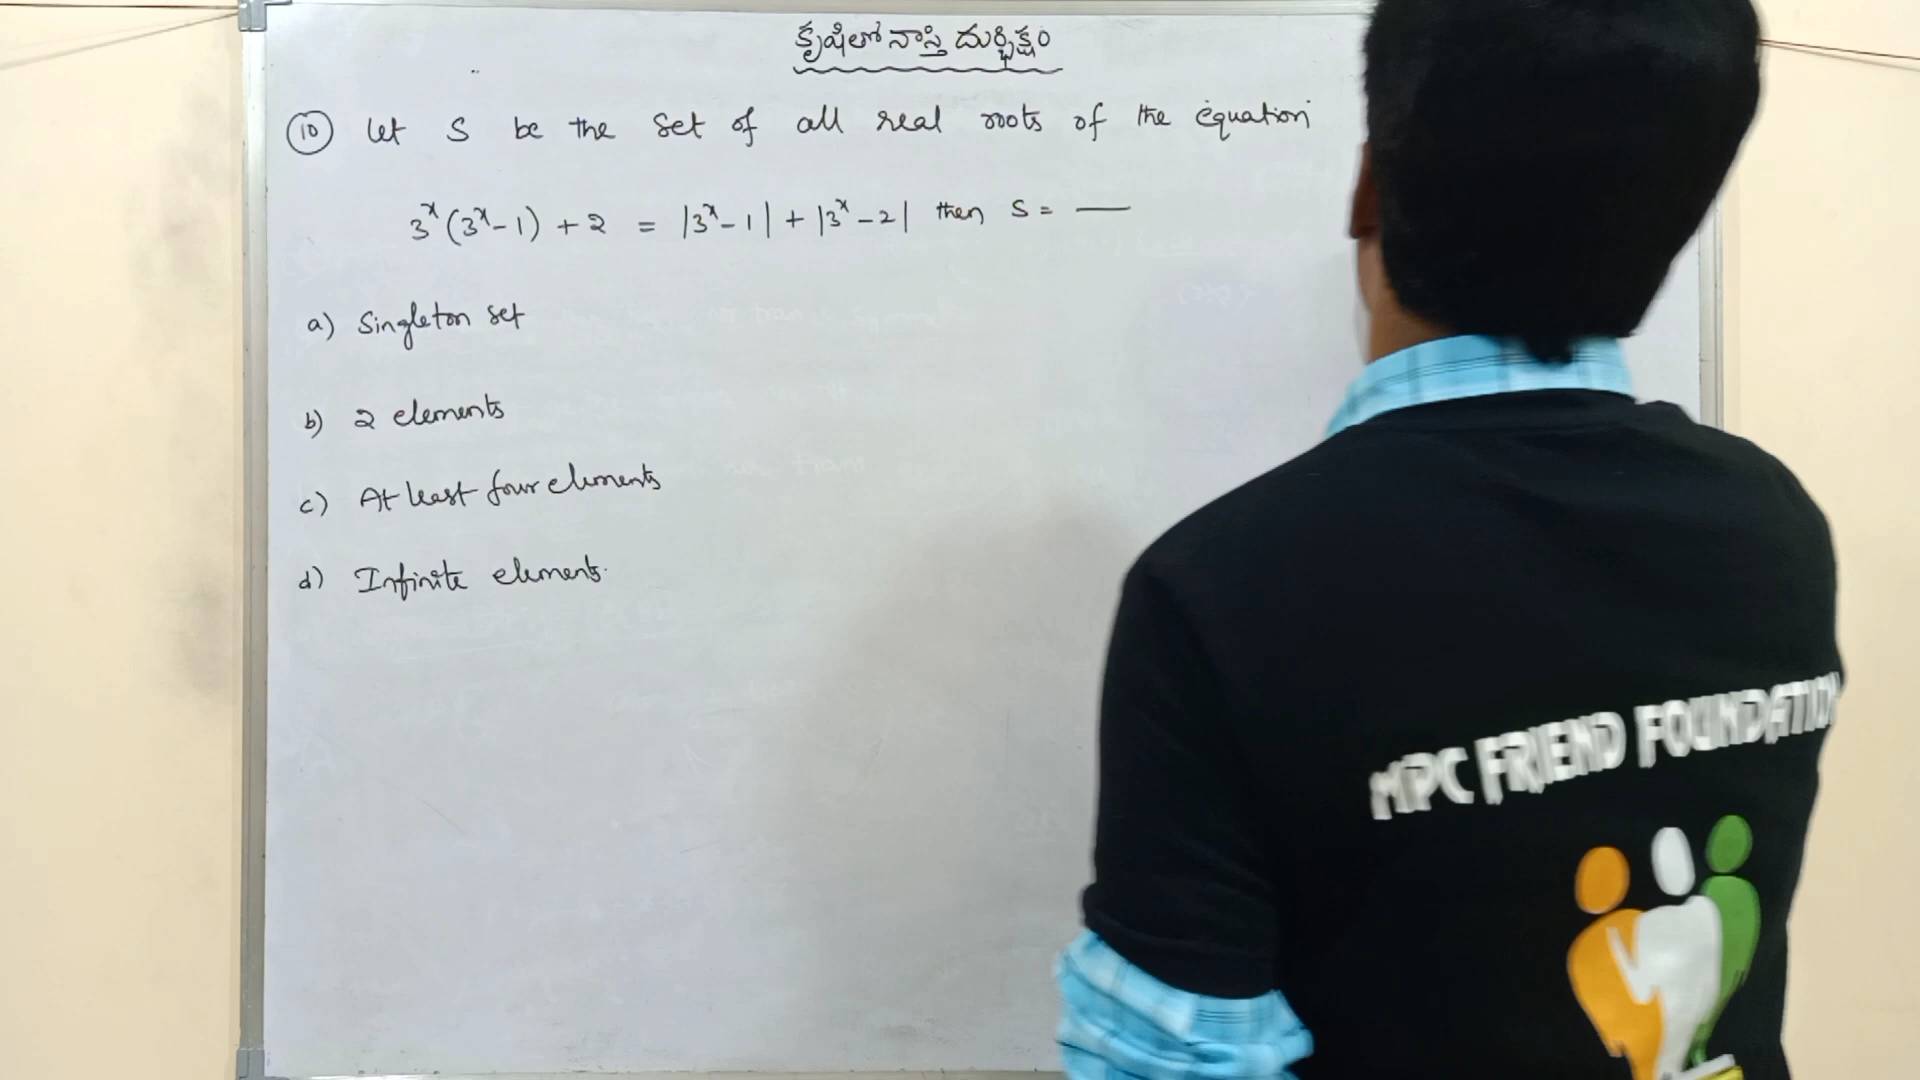 కృషితో నాస్తి దుర్భిక్షం
10 Let S be the set of all real roots of the equation
3^x (3^x - 1) + 2 = |3^x - 1| + |3^x - 2| then S = —
a) Singleton set
b) 2 elements
c) At least four elements
d) Infinite elements.
MPC FRIEND FOUNDATION